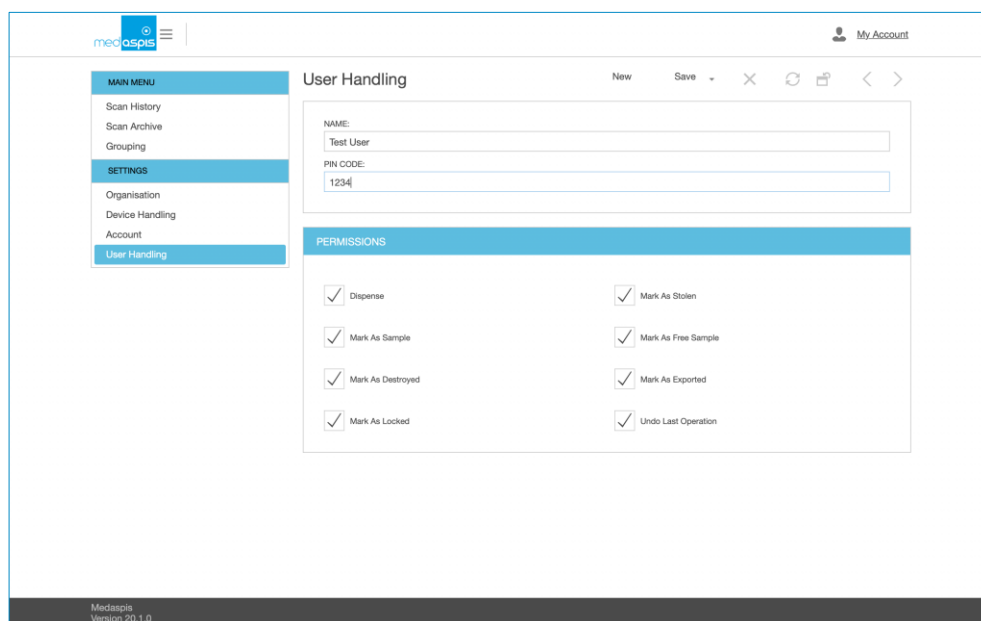 medaspis
My Account
MAIN MENU
Scan History
Scan Archive
Grouping
SETTINGS
Organisation
Device Handling
Account
User Handling
User Handling
New Save
NAME:
Test User
PIN CODE:
1234
PERMISSIONS
Dispense
Mark As Stolen
Mark As Sample
Mark As Free Sample
Mark As Destroyed
Mark As Exported
Mark As Locked
Undo Last Operation
Medaspis
Version 20.1.0